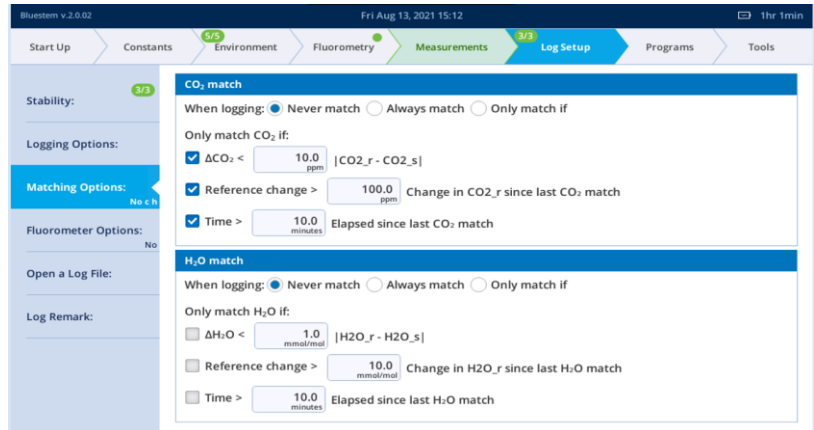 Bluestem v.2.0.02 Fri Aug 13, 2021 15:12 1hr 1min
Start Up Constants 5/5 Environment Fluorometry Measurements 3/3 Log Setup Programs Tools
Stability: 3/3
Logging Options:
Matching Options:
No c h
Fluorometer Options:
No
Open a Log File:
Log Remark:
CO₂ match
When logging: Never match Always match Only match if
Only match CO₂ if:
ΔCO₂ < 10.0 ppm |CO2_r - CO2_s|
Reference change > 100.0 ppm Change in CO2_r since last CO₂ match
Time > 10.0 minutes Elapsed since last CO₂ match
H₂O match
When logging: Never match Always match Only match if
Only match H₂O if:
ΔH₂O < 1.0 mmol/mol |H2O_r - H2O_s|
Reference change > 10.0 mmol/mol Change in H2O_r since last H₂O match
Time > 10.0 minutes Elapsed since last H₂O match